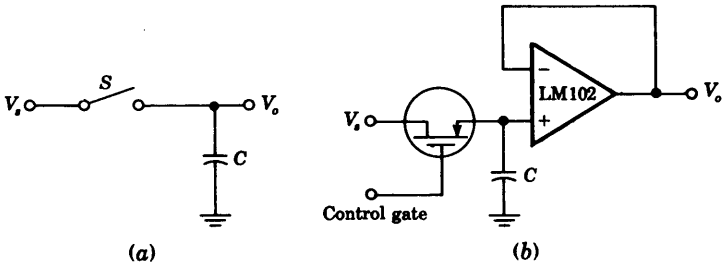 S
V_s
V_o
C
(a)
−
LM102
+
V_o
V_s
C
Control gate
(b)